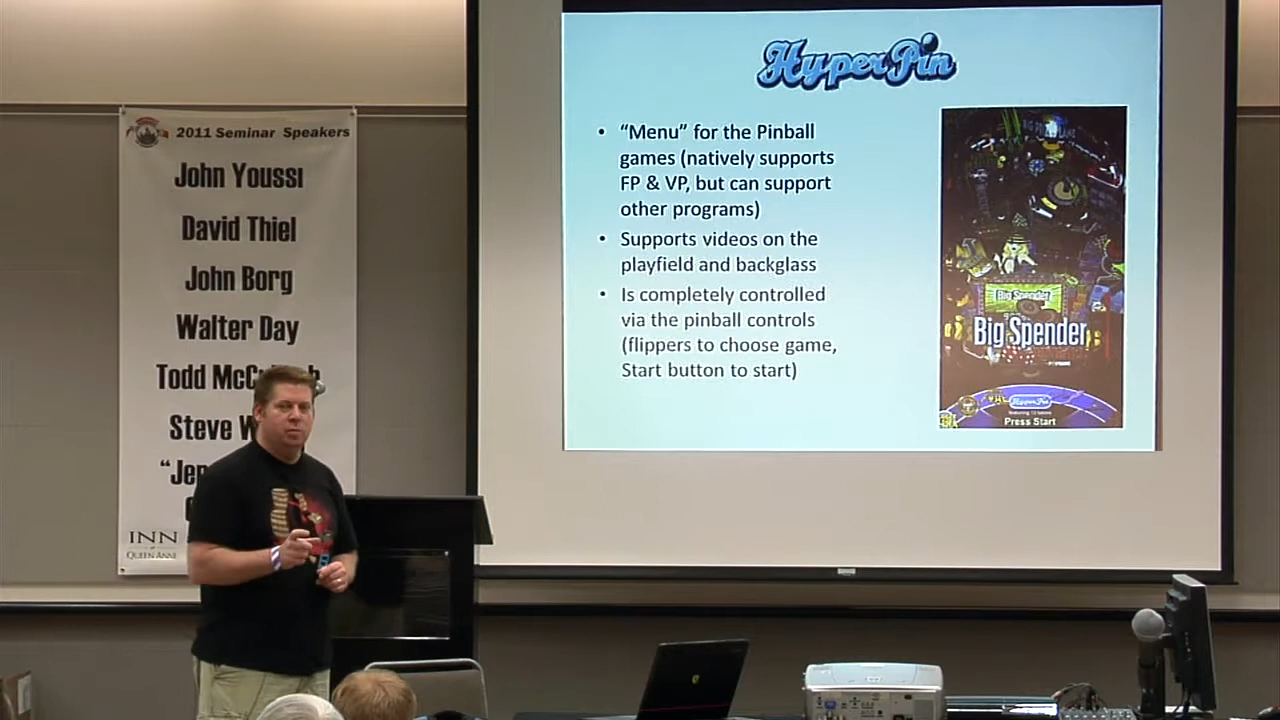 HyperPin
2011 Seminar Speakers
John Youssi
David Thiel
John Borg
Walter Day
Todd
Steve
INN
at
QUEEN ANNE
• “Menu” for the Pinball
games (natively supports
FP & VP, but can support
other programs)
• Supports videos on the
playfield and backglass
• Is completely controlled
via the pinball controls
(flippers to choose game,
Start button to start)
Big Spender
Big Spender
HyperPin
Press Start